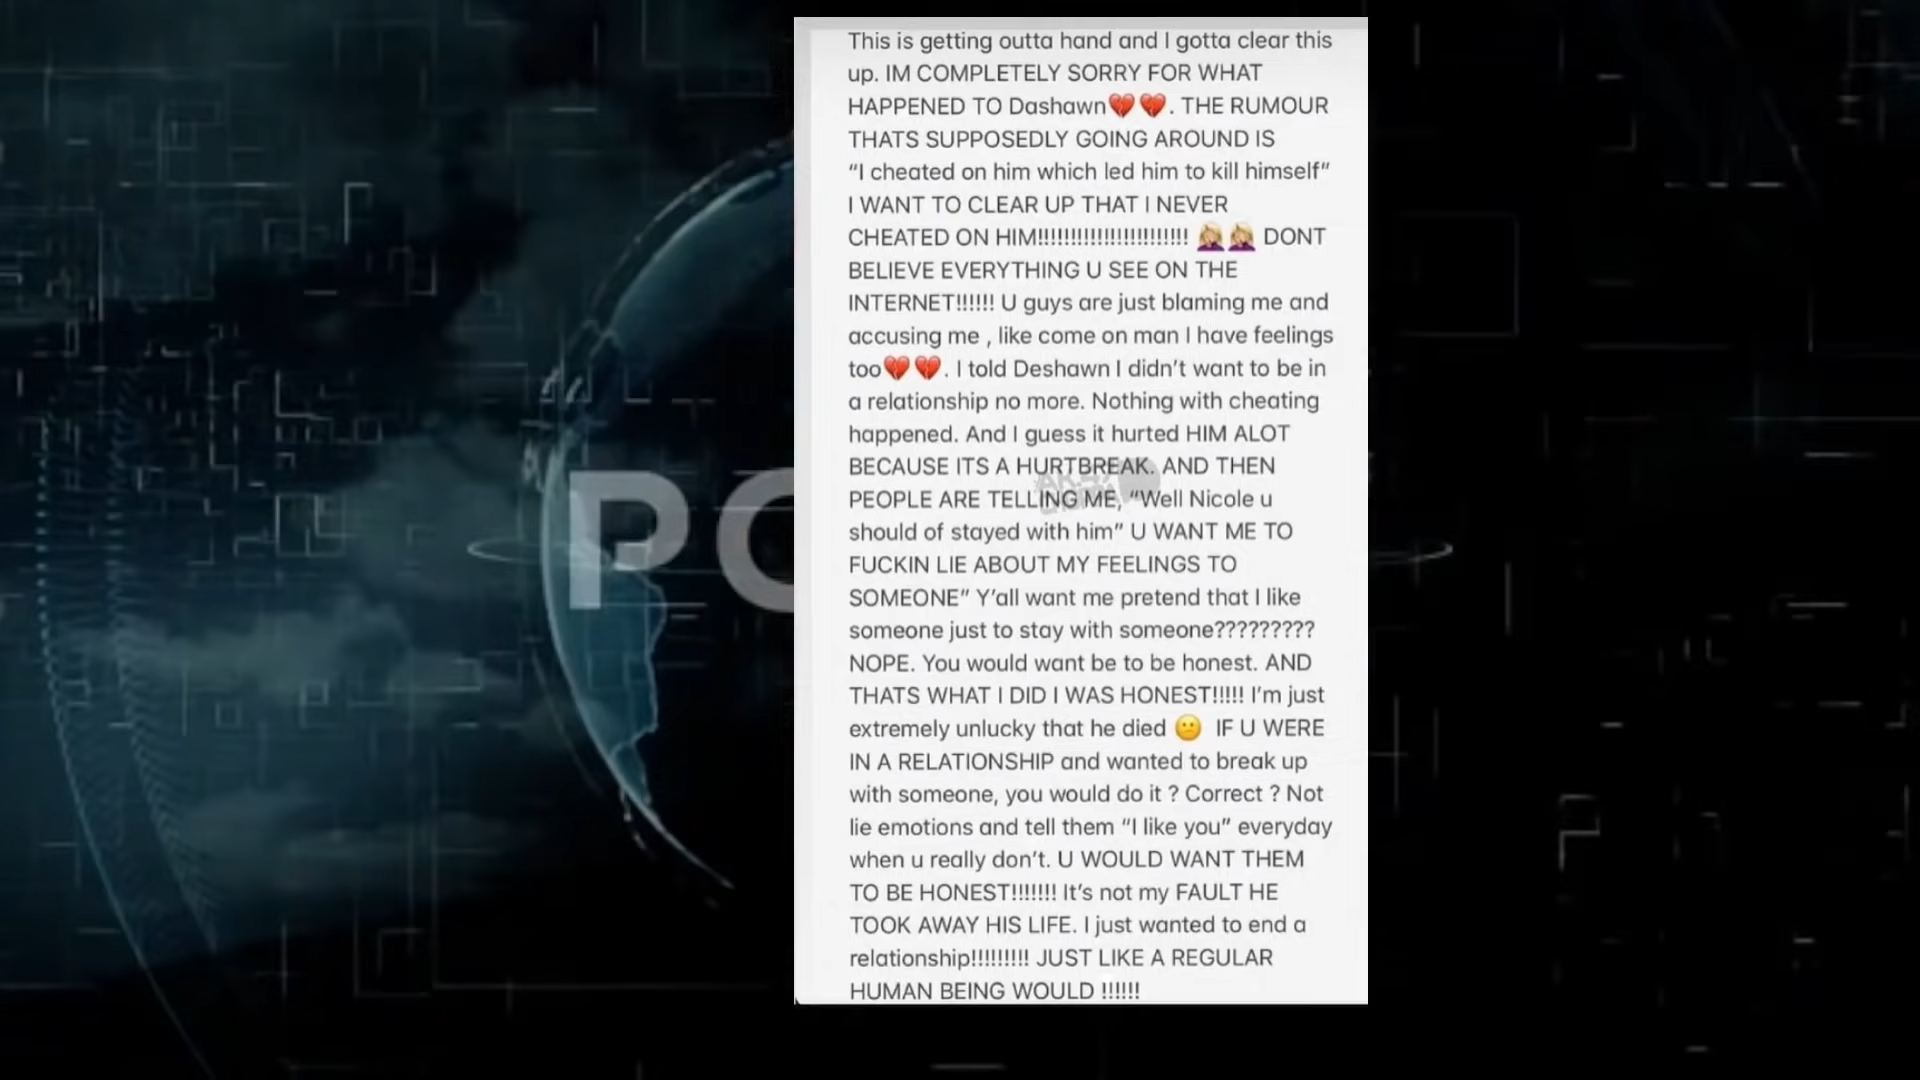 This is getting outta hand and I gotta clear this
up. IM COMPLETELY SORRY FOR WHAT
HAPPENED TO Dashawn💔💔. THE RUMOUR
THATS SUPPOSEDLY GOING AROUND IS
“I cheated on him which led him to kill himself”
I WANT TO CLEAR UP THAT I NEVER
CHEATED ON HIM!!!!!!!!!!!!!!!!!!!!!!!! 🤦🏼‍♀️🤦🏼‍♀️ DONT
BELIEVE EVERYTHING U SEE ON THE
INTERNET!!!!!! U guys are just blaming me and
accusing me , like come on man I have feelings
too💔💔. I told Deshawn I didn’t want to be in
a relationship no more. Nothing with cheating
happened. And I guess it hurted HIM ALOT
BECAUSE ITS A HURTBREAK. AND THEN
PEOPLE ARE TELLING ME, “Well Nicole u
should of stayed with him” U WANT ME TO
FUCKIN LIE ABOUT MY FEELINGS TO
SOMEONE” Y’all want me pretend that I like
someone just to stay with someone?????????
NOPE. You would want be to be honest. AND
THATS WHAT I DID I WAS HONEST!!!!! I’m just
extremely unlucky that he died 😕 IF U WERE
IN A RELATIONSHIP and wanted to break up
with someone, you would do it ? Correct ? Not
lie emotions and tell them “I like you” everyday
when u really don’t. U WOULD WANT THEM
TO BE HONEST!!!!!!! It’s not my FAULT HE
TOOK AWAY HIS LIFE. I just wanted to end a
relationship!!!!!!!!! JUST LIKE A REGULAR
HUMAN BEING WOULD !!!!!!